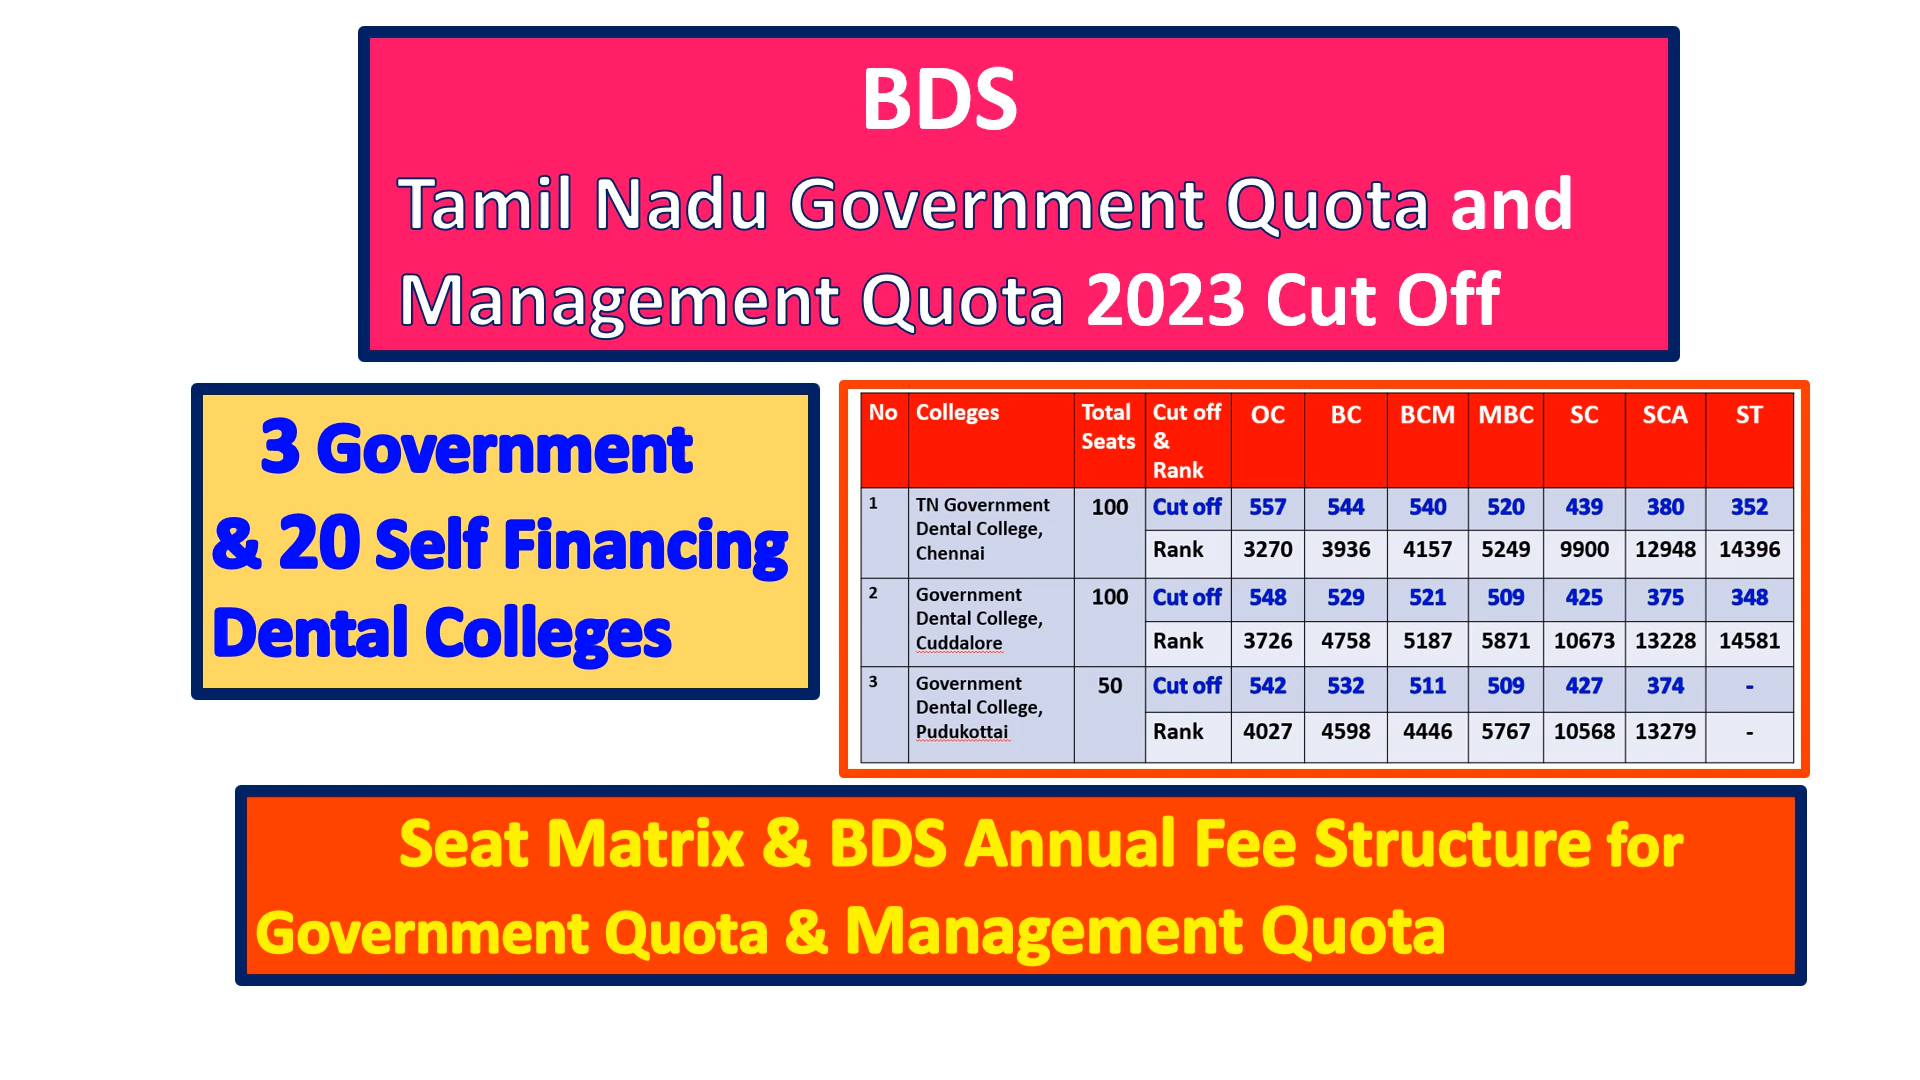 BDS
Tamil Nadu Government Quota and
Management Quota 2023 Cut Off
3 Government
& 20 Self Financing
Dental Colleges
No Colleges Total Seats Cut off & Rank OC BC BCM MBC SC SCA ST
1 TN Government Dental College, Chennai 100 Cut off 557 544 540 520 439 380 352
Rank 3270 3936 4157 5249 9900 12948 14396
2 Government Dental College, Cuddalore 100 Cut off 548 529 521 509 425 375 348
Rank 3726 4758 5187 5871 10673 13228 14581
3 Government Dental College, Pudukottai 50 Cut off 542 532 511 509 427 374 -
Rank 4027 4598 4446 5767 10568 13279 -
Seat Matrix & BDS Annual Fee Structure for
Government Quota & Management Quota